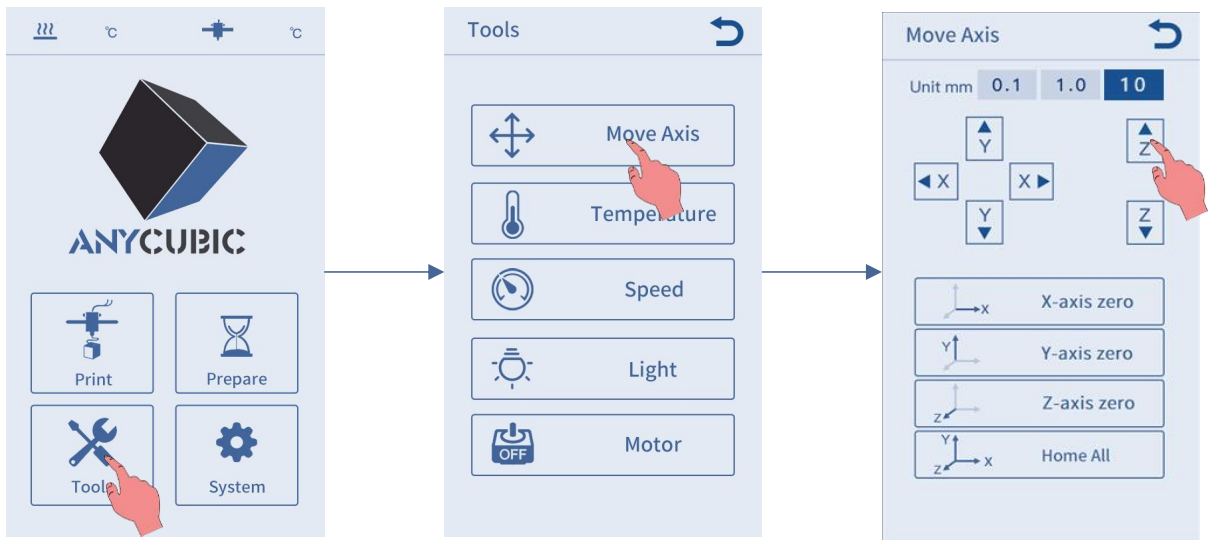 ℃ ℃
ANYCUBIC
Print Prepare
Tools System
Tools
Move Axis
Temperature
Speed
Light
OFF Motor
Move Axis
Unit mm 0.1 1.0 10
Y Z
X X
Y Z
X X-axis zero
Y Y-axis zero
Z Z-axis zero
Y
Z X Home All